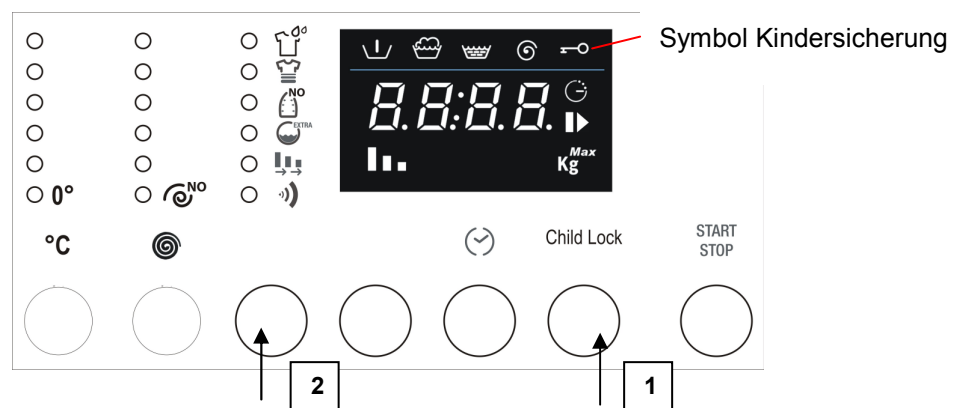 Symbol Kindersicherung
NO
EXTRA
8.8:8.8.
Max
Kg
0°
NO
°C
Child Lock
START
STOP
2
1